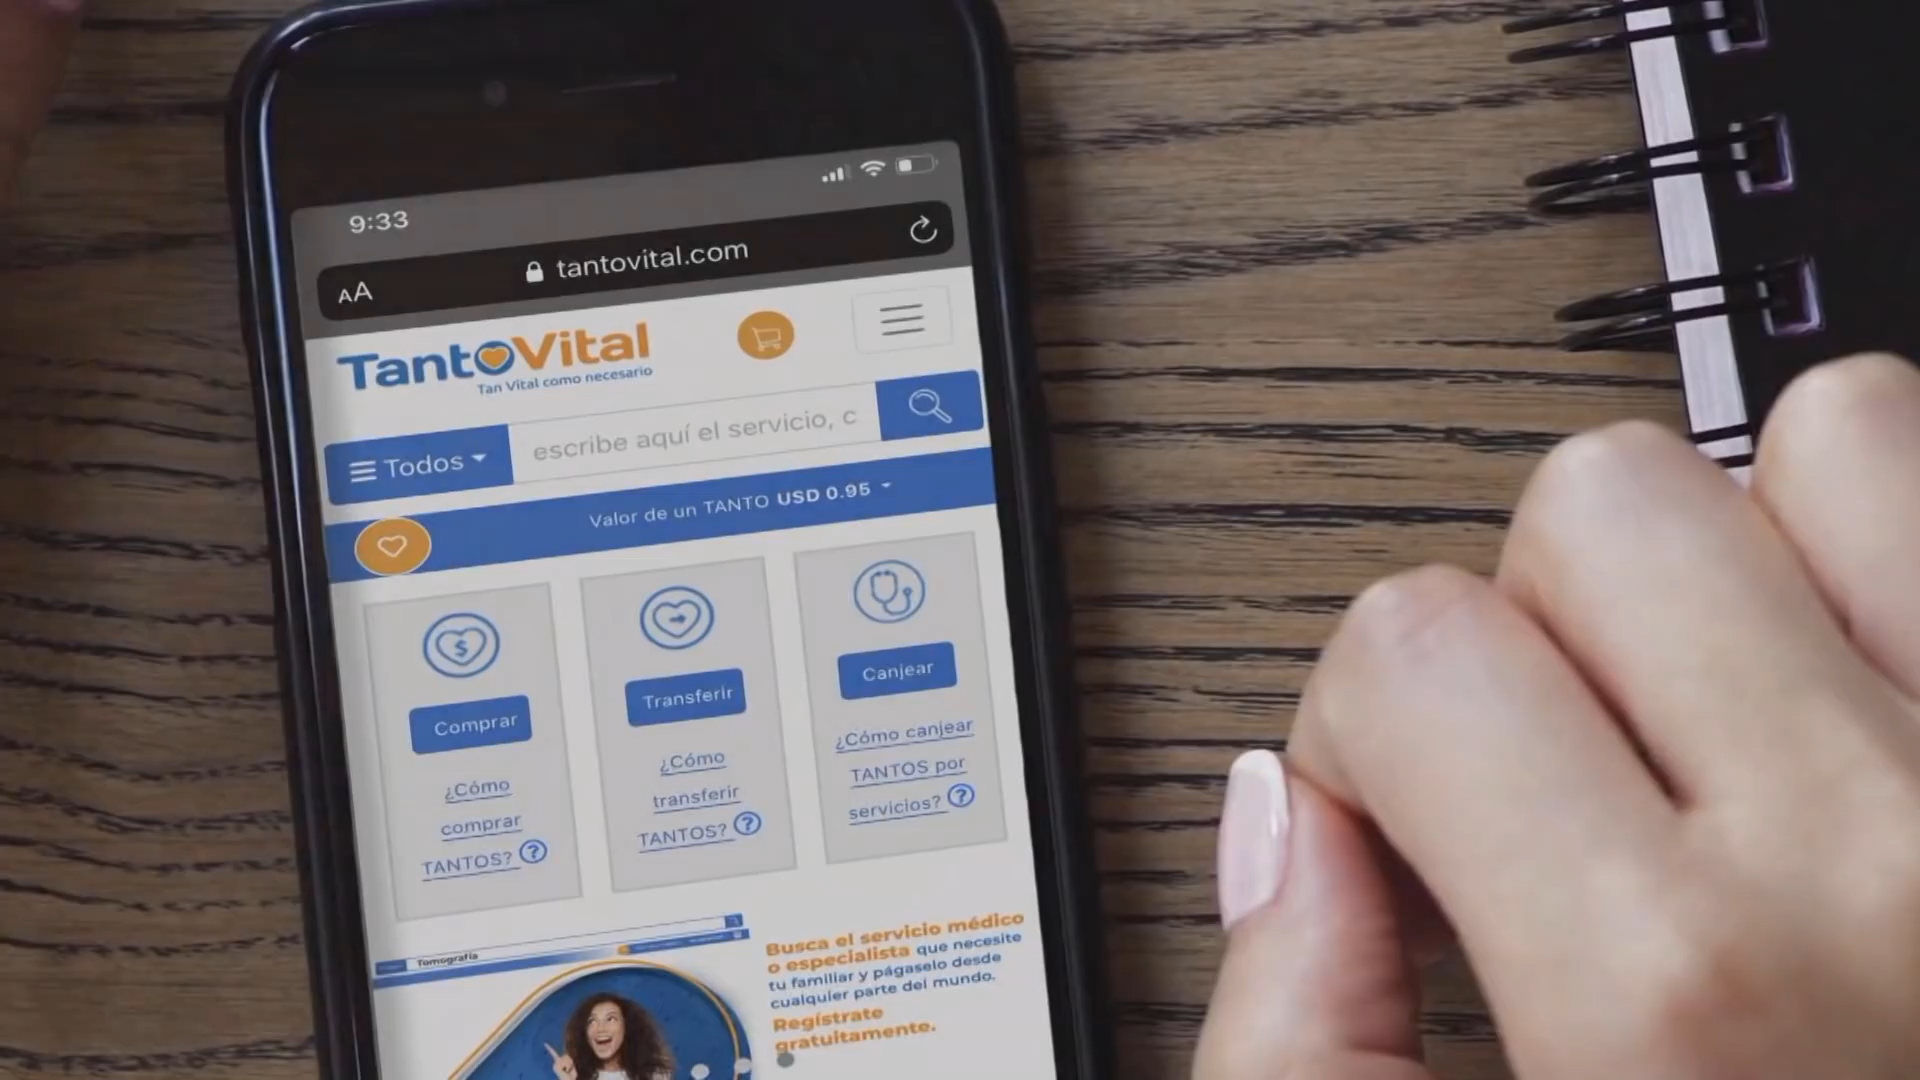 9:33
AA
tantovital.com
TantoVital
Tan Vital como necesario
Todos
escribe aquí el servicio, c
Valor de un TANTO USD 0.95
Comprar
¿Cómo
comprar
TANTOS?
Transferir
¿Cómo
transferir
TANTOS?
Canjear
¿Cómo canjear
TANTOS por
servicios?
Tomografía
Busca el servicio médico
o especialista que necesite
tu familiar y págaselo desde
cualquier parte del mundo.
Regístrate
gratuitamente.